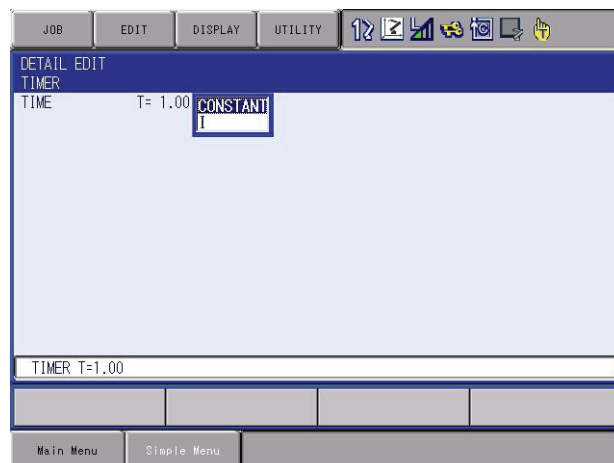 JOB EDIT DISPLAY UTILITY
DETAIL EDIT
TIMER
TIME T= 1.00 CONSTANT
I
TIMER T=1.00
Main Menu Simple Menu